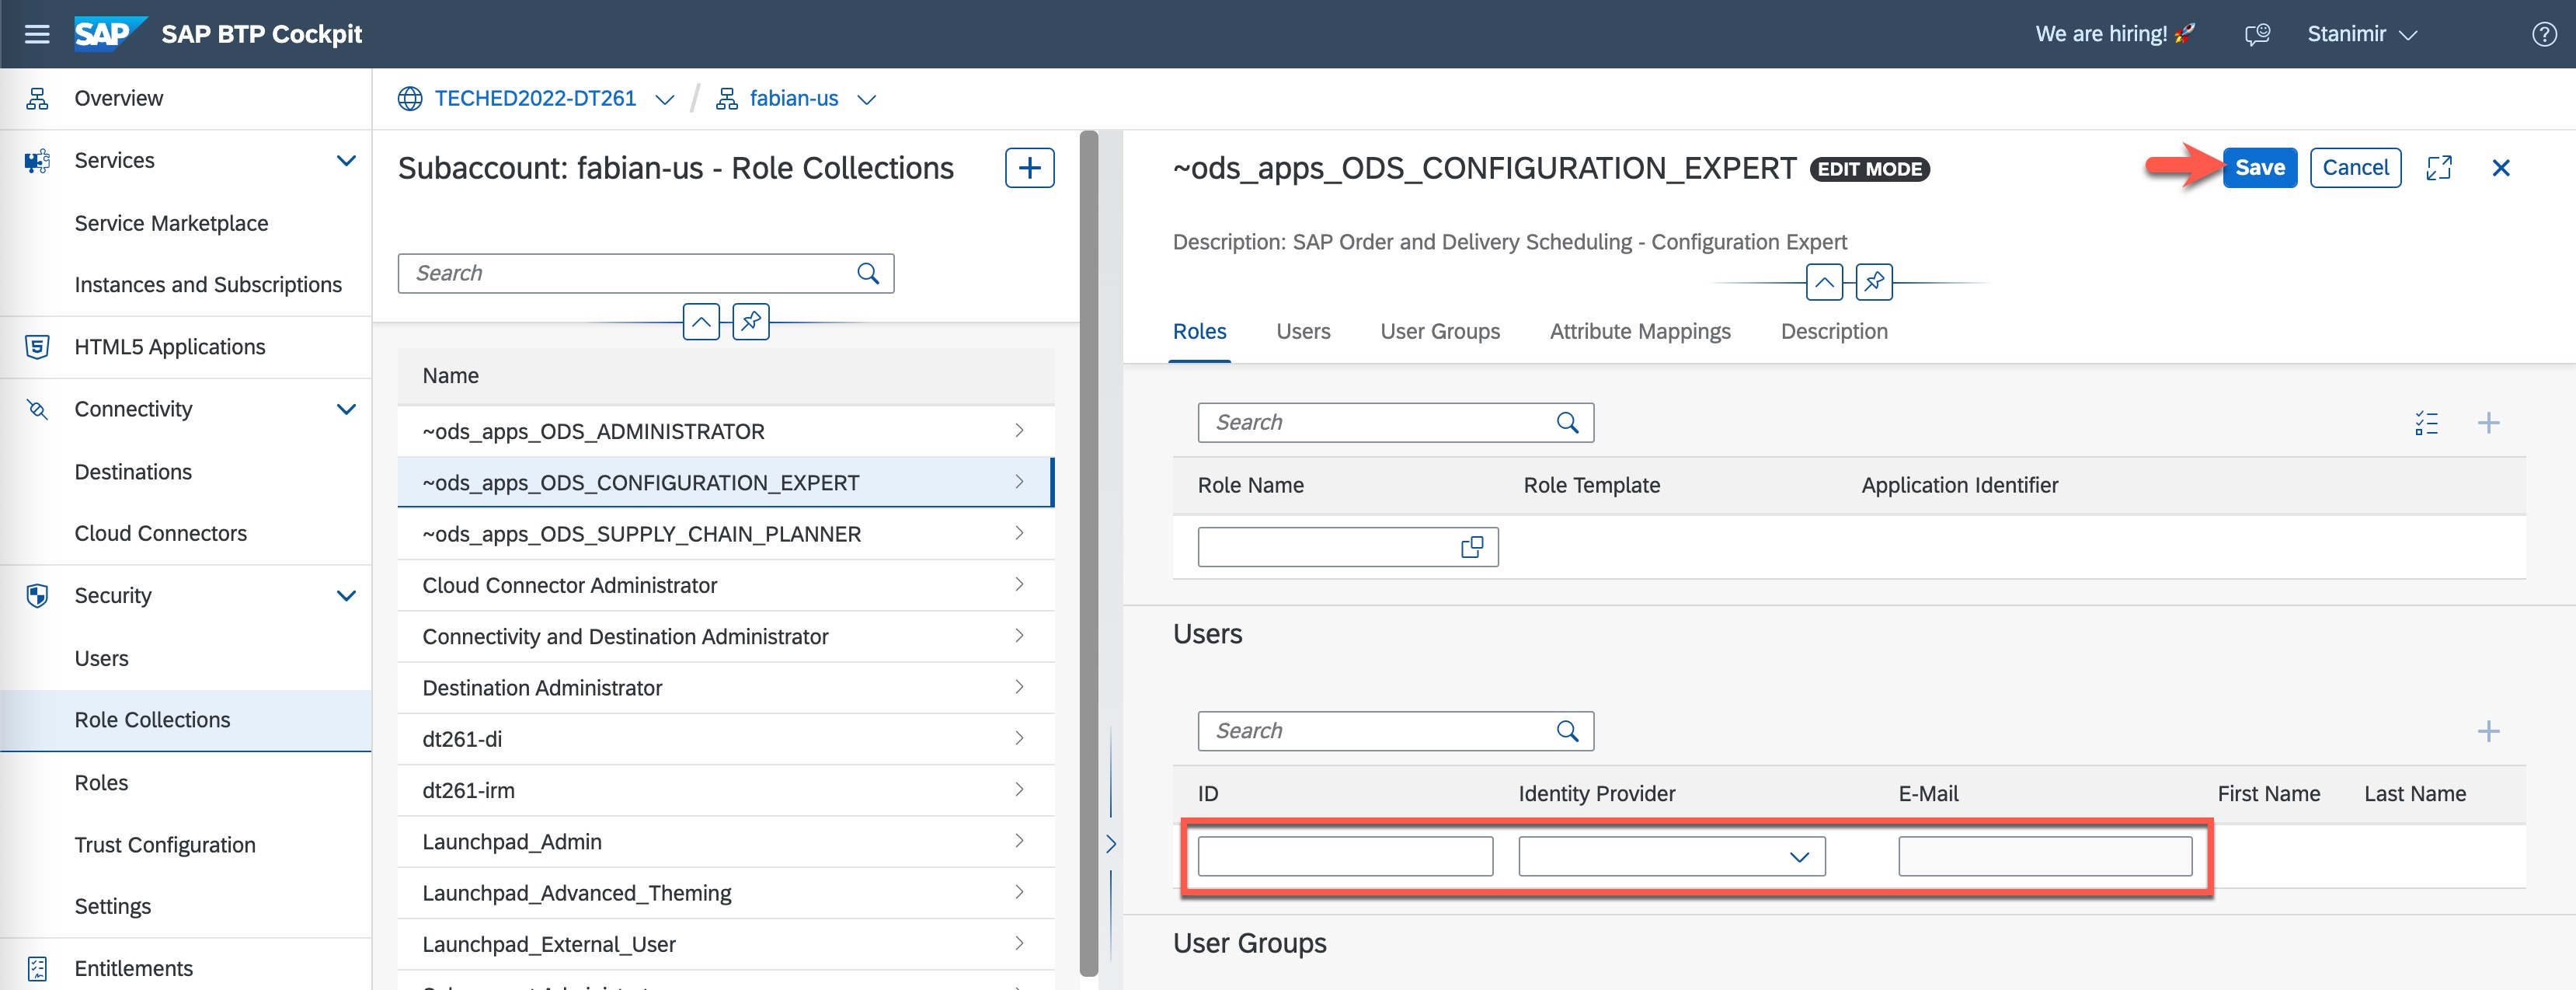 SAP SAP BTP Cockpit
We are hiring! 🚀
Stanimir
Overview
Services
Service Marketplace
Instances and Subscriptions
HTML5 Applications
Connectivity
Destinations
Cloud Connectors
Security
Users
Role Collections
Roles
Trust Configuration
Settings
Entitlements
TECHED2022-DT261 / fabian-us
Subaccount: fabian-us - Role Collections
Search
Name
~ods_apps_ODS_ADMINISTRATOR
~ods_apps_ODS_CONFIGURATION_EXPERT
~ods_apps_ODS_SUPPLY_CHAIN_PLANNER
Cloud Connector Administrator
Connectivity and Destination Administrator
Destination Administrator
dt261-di
dt261-irm
Launchpad_Admin
Launchpad_Advanced_Theming
Launchpad_External_User
~ods_apps_ODS_CONFIGURATION_EXPERT EDIT MODE
Save
Cancel
Description: SAP Order and Delivery Scheduling - Configuration Expert
Roles Users User Groups Attribute Mappings Description
Search
Role Name Role Template Application Identifier
Users
Search
ID Identity Provider E-Mail First Name Last Name
User Groups